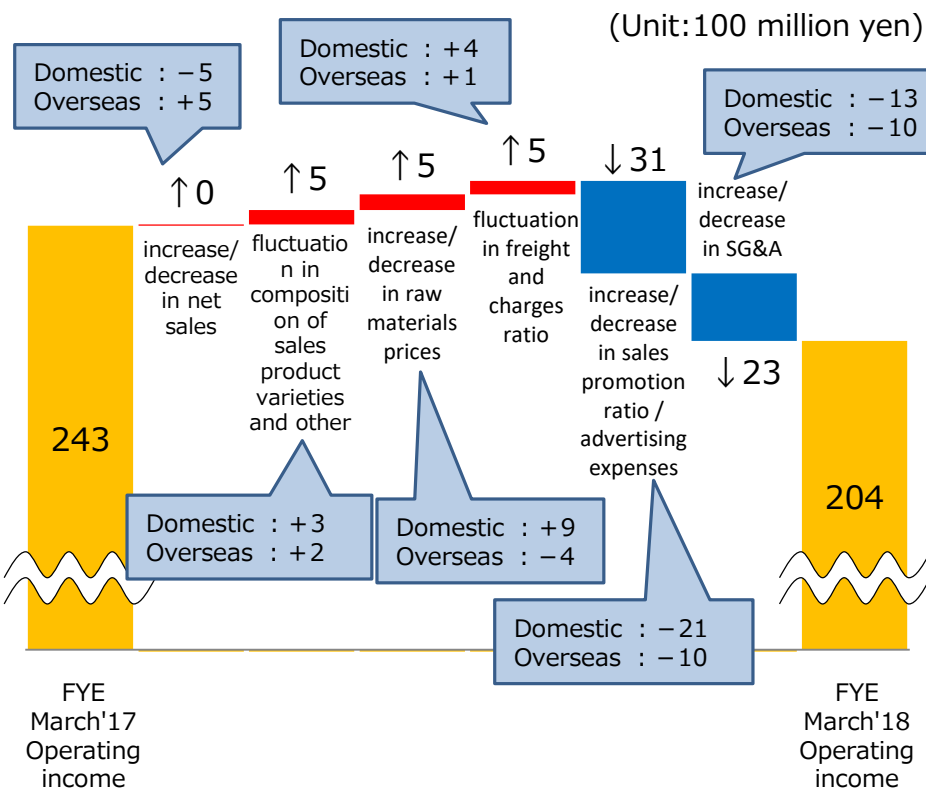 (Unit:100 million yen)
Domestic : −5
Overseas : +5
Domestic : +4
Overseas : +1
Domestic : −13
Overseas : −10
↑0
↑5
↑5
↑5
↓31
increase/
decrease
in net
sales
fluctuatio
n in
compositi
on of
sales
product
varieties
and other
increase/
decrease
in raw
materials
prices
fluctuation
in freight
and
charges
ratio
increase/
decrease
in sales
promotion
ratio /
advertising
expenses
increase/
decrease
in SG&A
↓23
243
204
Domestic : +3
Overseas : +2
Domestic : +9
Overseas : −4
Domestic : −21
Overseas : −10
FYE
March'17
Operating
income
FYE
March'18
Operating
income